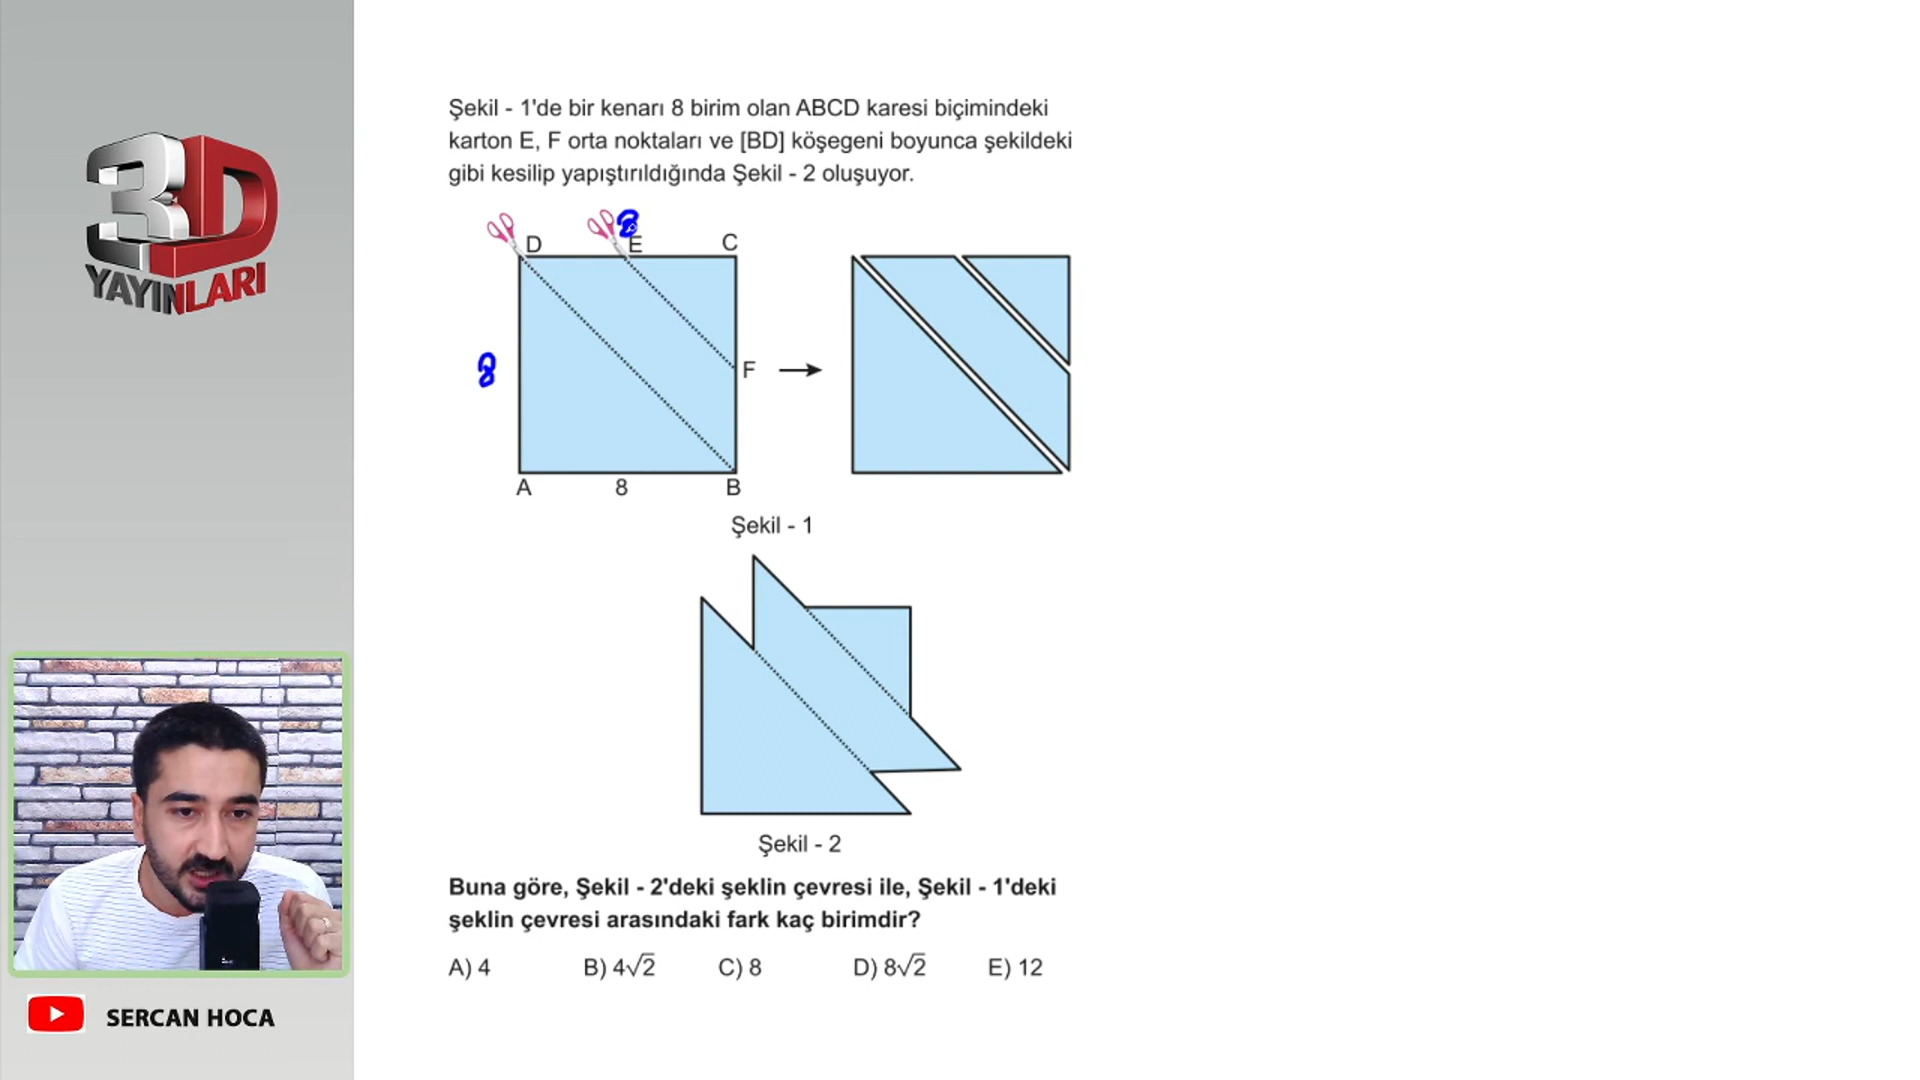 3D
YAYINLARI
Şekil - 1'de bir kenarı 8 birim olan ABCD karesi biçimindeki
karton E, F orta noktaları ve [BD] köşegeni boyunca şekildeki
gibi kesilip yapıştırıldığında Şekil - 2 oluşuyor.
8
D E C
8
F
A 8 B
Şekil - 1
Şekil - 2
Buna göre, Şekil - 2'deki şeklin çevresi ile, Şekil - 1'deki
şeklin çevresi arasındaki fark kaç birimdir?
A) 4 B) 4√2 C) 8 D) 8√2 E) 12
SERCAN HOCA